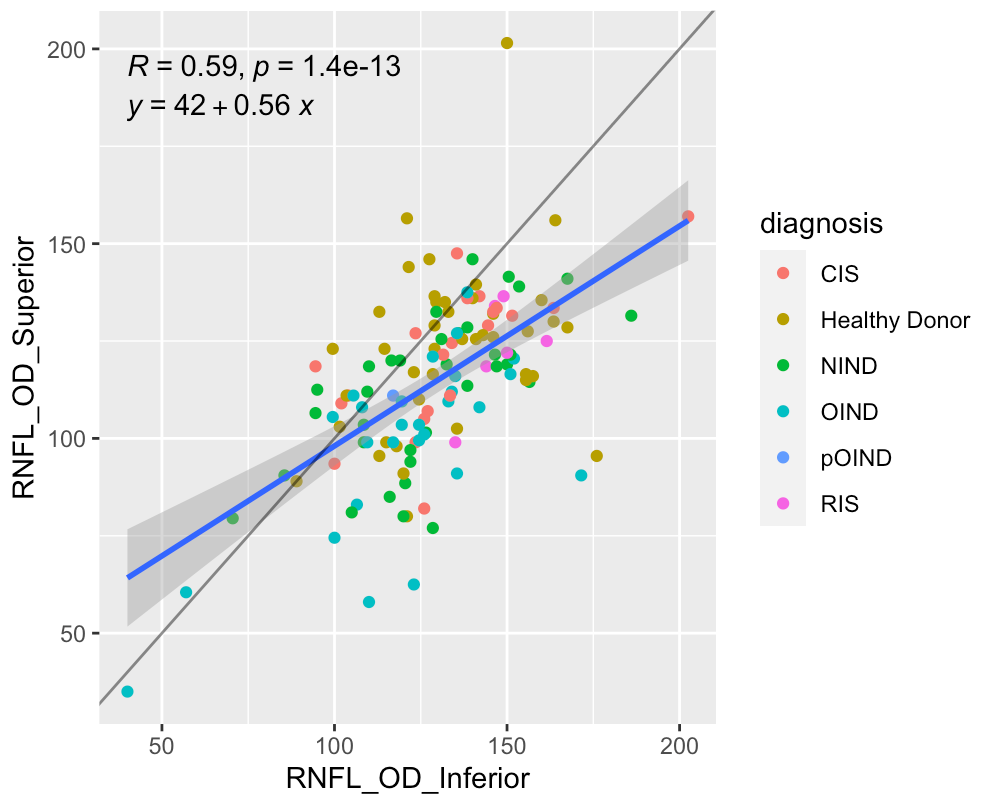 R = 0.59, p = 1.4e-13
y = 42 + 0.56 x
200
150
100
50
RNFL_OD_Superior
50
100
150
200
RNFL_OD_Inferior
diagnosis
CIS
Healthy Donor
NIND
OIND
pOIND
RIS